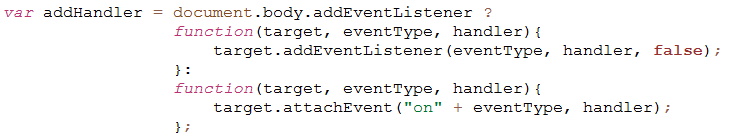 var addHandler = document.body.addEventListener ?
function(target, eventType, handler){
target.addEventListener(eventType, handler, false);
}:
function(target, eventType, handler){
target.attachEvent("on" + eventType, handler);
};